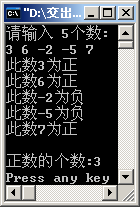 "D:\交出
请输入 5个数:
3 6 -2 -5 7
此数3为正
此数6为正
此数-2为负
此数-5为负
此数7为正
正数的个数:3
Press any key